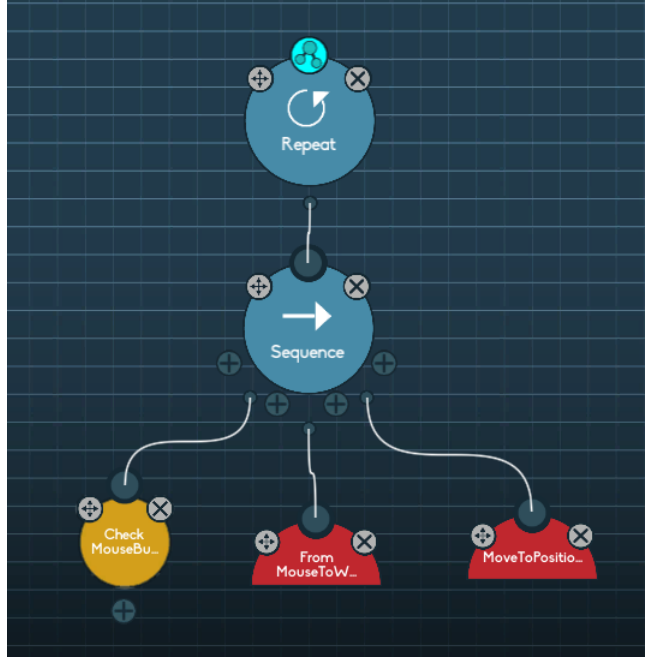 Repeat
Sequence
Check
MouseBu...
From
MouseToW...
MoveToPositio...